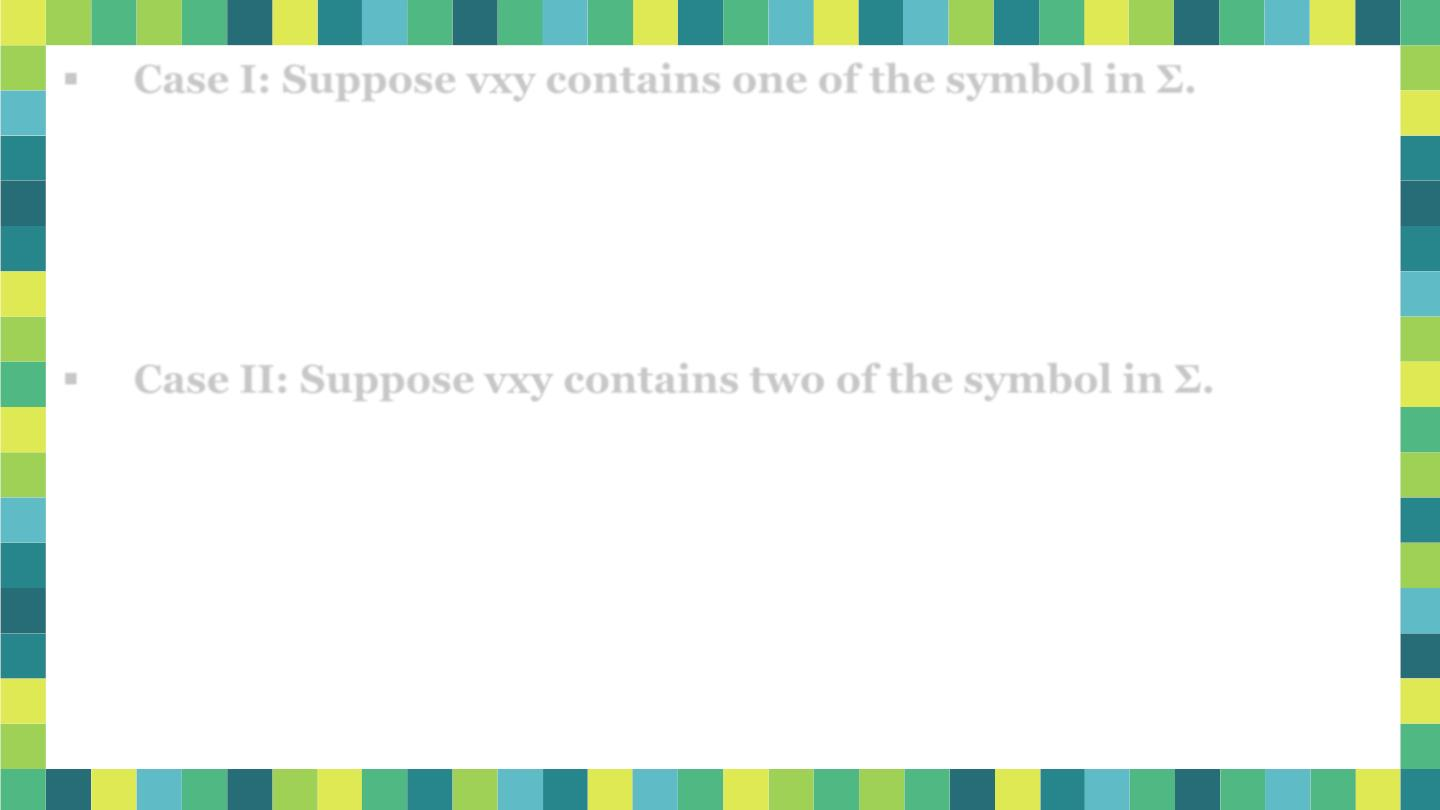 ▪ Case I: Suppose vxy contains one of the symbol in Σ.
▪ Case II: Suppose vxy contains two of the symbol in Σ.